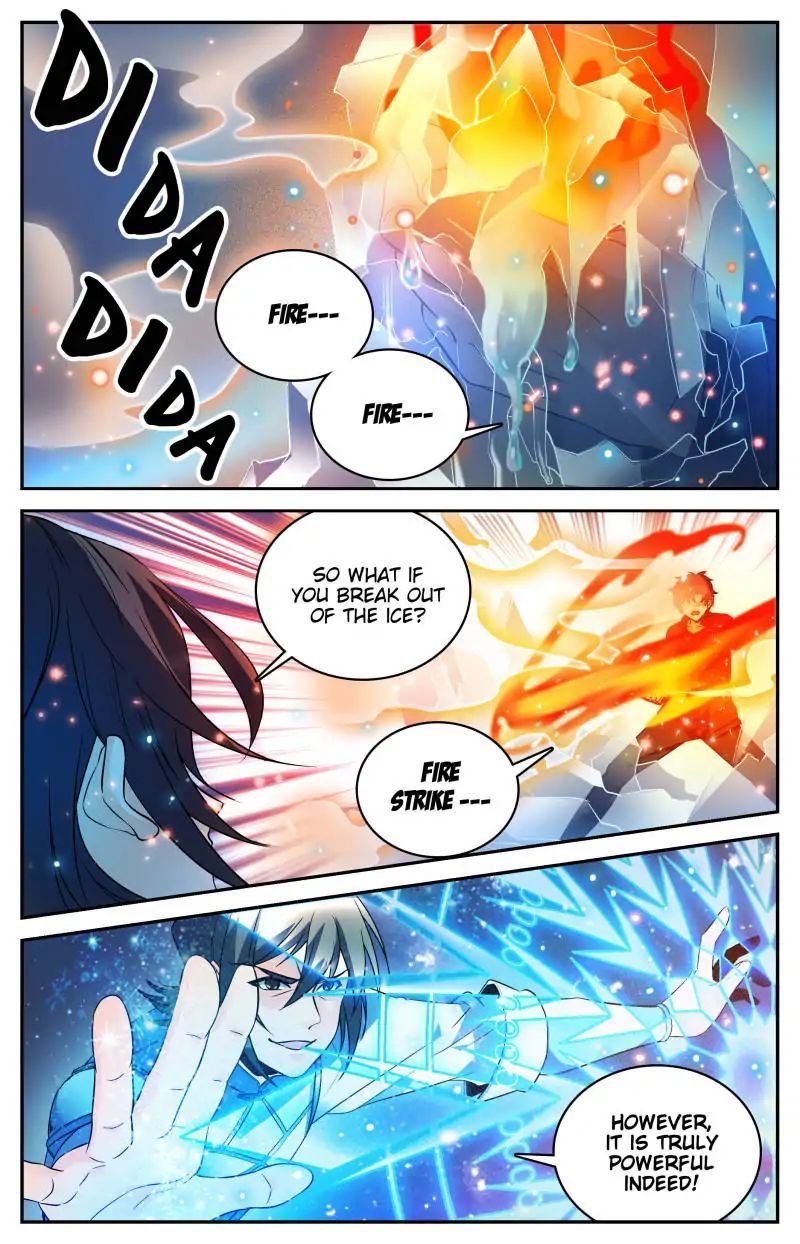 DI DA
DI DA
FIRE---
FIRE---
SO WHAT IF
YOU BREAK OUT
OF THE ICE?
FIRE
STRIKE ---
HOWEVER,
IT IS TRULY
POWERFUL
INDEED!